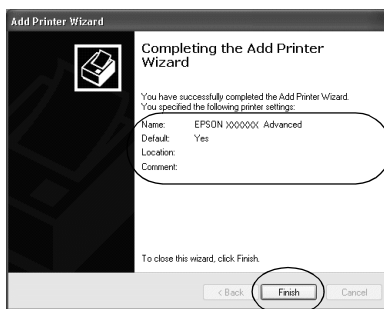 Add Printer Wizard
Completing the Add Printer
Wizard
You have successfully completed the Add Printer Wizard.
You specified the following printer settings:
Name: EPSON XXXXXX Advanced
Default: Yes
Location:
Comment:
To close this wizard, click Finish.
< Back Finish Cancel